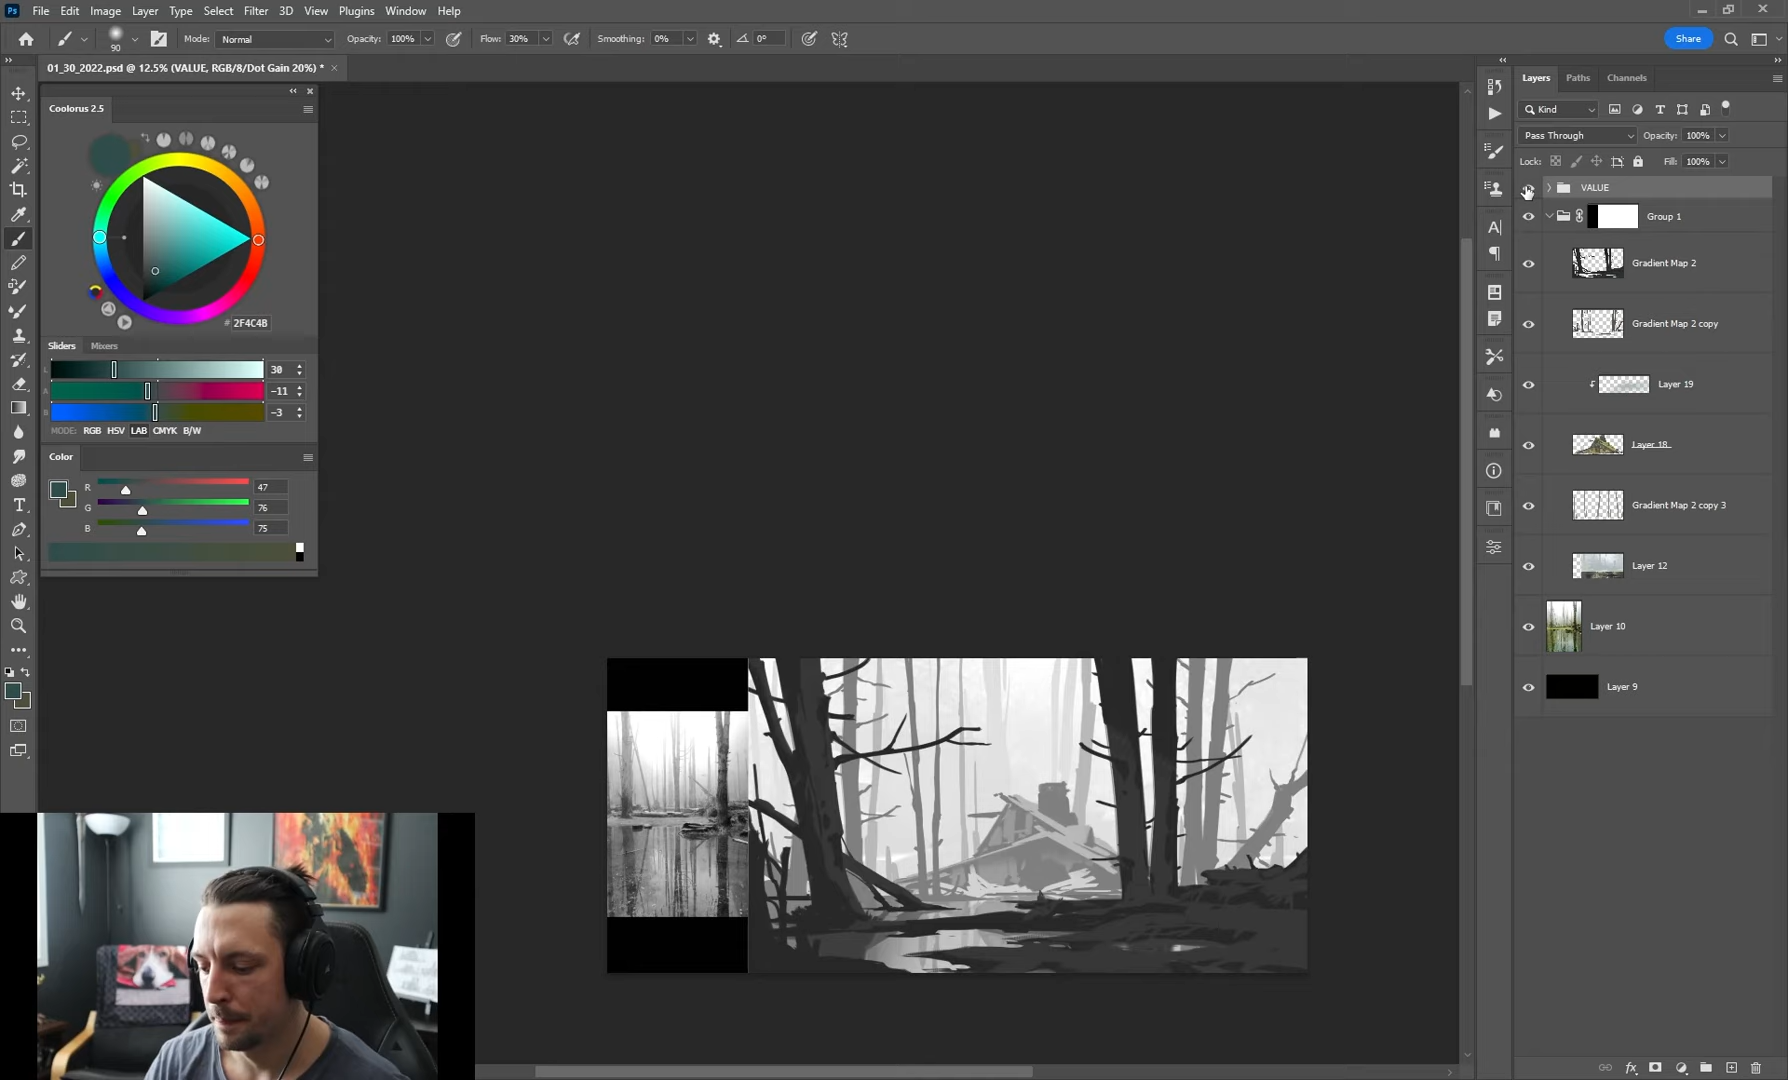 Ps File Edit Image Layer Type Select Filter 3D View Plugins Window Help
90 Mode: Normal Opacity: 100% Flow: 30% Smoothing: 0% 0° Share
01_30_2022.psd @ 12.5% (VALUE, RGB/8/Dot Gain 20%) * ×
Coolorus 2.5
# 2F4C4B
Sliders Mixers
L 30
A -11
B -3
MODE: RGB HSV LAB CMYK B/W
Color
R 47
G 76
B 75
Layers Paths Channels
Kind
Pass Through Opacity: 100%
Lock: Fill: 100%
VALUE
Group 1
Gradient Map 2
Gradient Map 2 copy
Layer 19
Layer 18
Gradient Map 2 copy 3
Layer 12
Layer 10
Layer 9
fx